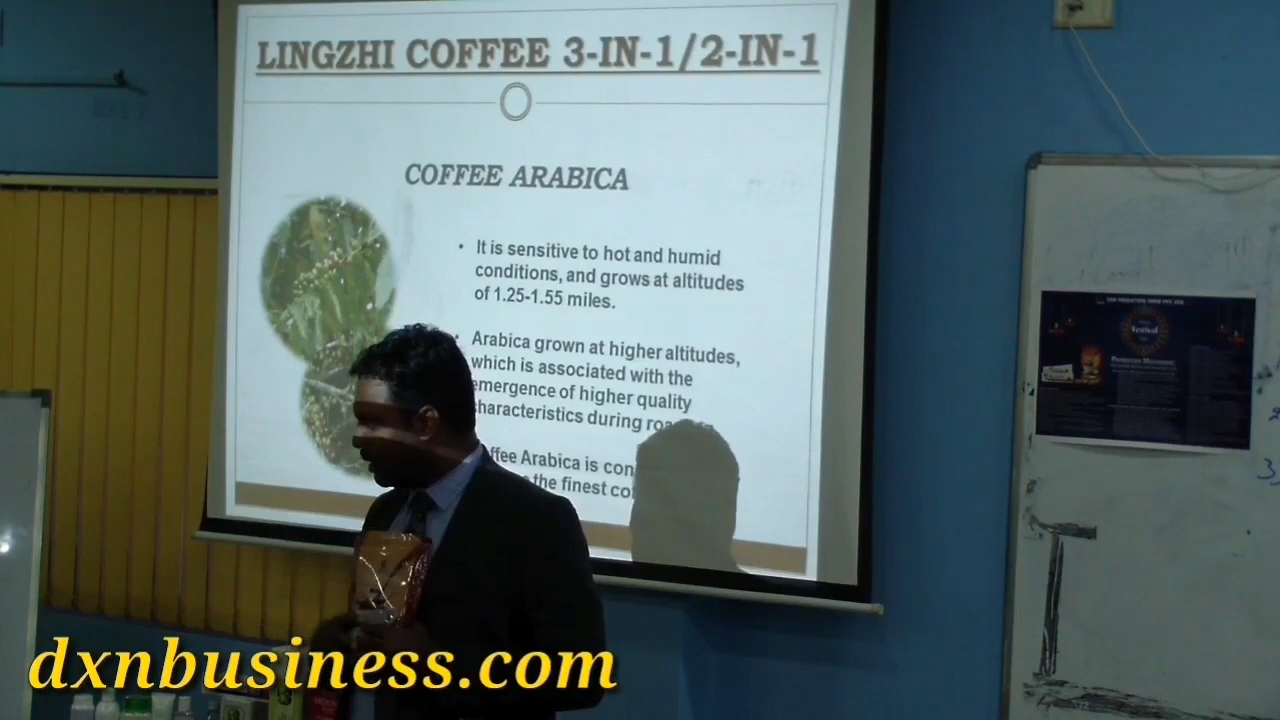 LINGZHI COFFEE 3-IN-1/2-IN-1
COFFEE ARABICA
• It is sensitive to hot and humid
conditions, and grows at altitudes
of 1.25-1.55 miles.
Arabica grown at higher altitudes,
which is associated with the
emergence of higher quality
characteristics during
Arabica is
the finest
Festival
dxnbusiness.com